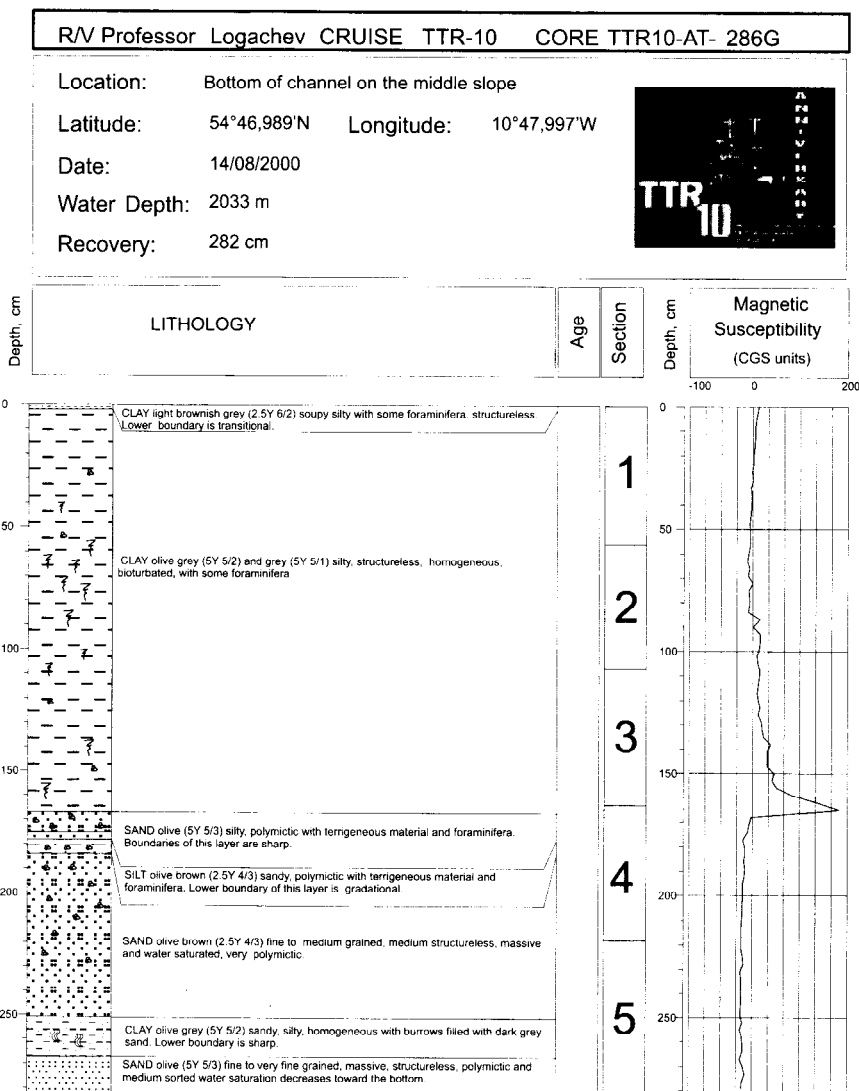 R/V Professor Logachev CRUISE TTR-10 CORE TTR10-AT- 286G
Location: Bottom of channel on the middle slope
Latitude: 54°46,989'N Longitude: 10°47,997'W
Date: 14/08/2000
Water Depth: 2033 m
Recovery: 282 cm
TTR
10
ANNIVERSARY
Depth, cm
LITHOLOGY
Age
Section
Depth, cm
Magnetic
Susceptibility
(CGS units)
-100 0 200
0
CLAY light brownish grey (2.5Y 6/2) soupy silty with some foraminifera. structureless.
Lower boundary is transitional.
0
1
50
50
CLAY olive grey (5Y 5/2) and grey (5Y 5/1) silty, structureless, homogeneous,
bioturbated, with some foraminifera
2
100
100
3
150
150
SAND olive (5Y 5/3) silty, polymictic with terrigeneous material and foraminifera.
Boundaries of this layer are sharp.
SILT olive brown (2.5Y 4/3) sandy, polymictic with terrigeneous material and
foraminifera. Lower boundary of this layer is gradational
4
200
200
SAND olive brown (2.5Y 4/3) fine to medium grained, medium structureless, massive
and water saturated, very polymictic.
250
250
5
CLAY olive grey (5Y 5/2) sandy, silty, homogeneous with burrows filled with dark grey
sand. Lower boundary is sharp.
SAND olive (5Y 5/3) fine to very fine grained, massive, structureless, polymictic and
medium sorted water saturation decreases toward the bottom.